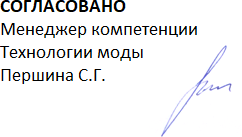 СОГЛАСОВАНО
Менеджер компетенции
Технологии моды
Першина С.Г.